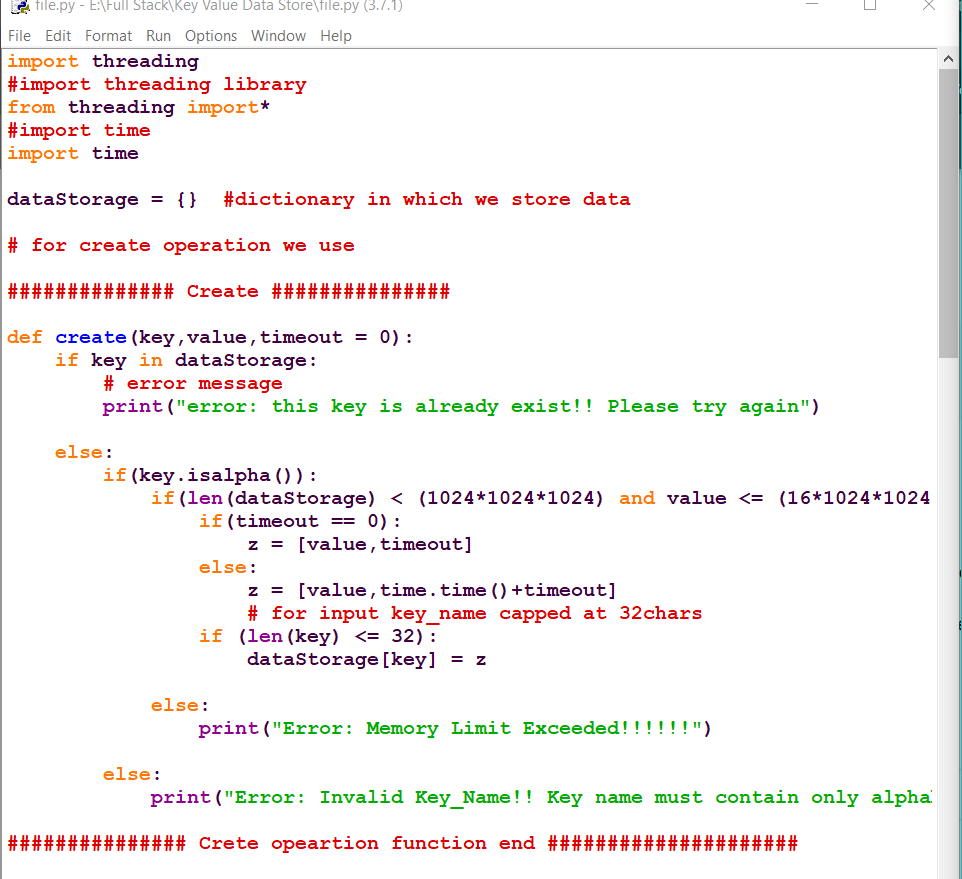 file.py - E:\Full Stack\Key Value Data Store\file.py (3.7.1)
File Edit Format Run Options Window Help
import threading
#import threading library
from threading import*
#import time
import time
dataStorage = {}  #dictionary in which we store data
# for create operation we use
############## Create ###############
def create(key,value,timeout = 0):
    if key in dataStorage:
        # error message
        print("error: this key is already exist!! Please try again")
    else:
        if(key.isalpha()):
            if(len(dataStorage) < (1024*1024*1024) and value <= (16*1024*1024
                if(timeout == 0):
                    z = [value,timeout]
                else:
                    z = [value,time.time()+timeout]
                    # for input key_name capped at 32chars
                if (len(key) <= 32):
                    dataStorage[key] = z
            else:
                print("Error: Memory Limit Exceeded!!!!!!")
        else:
            print("Error: Invalid Key_Name!! Key name must contain only alpha
############### Crete opeartion function end #####################